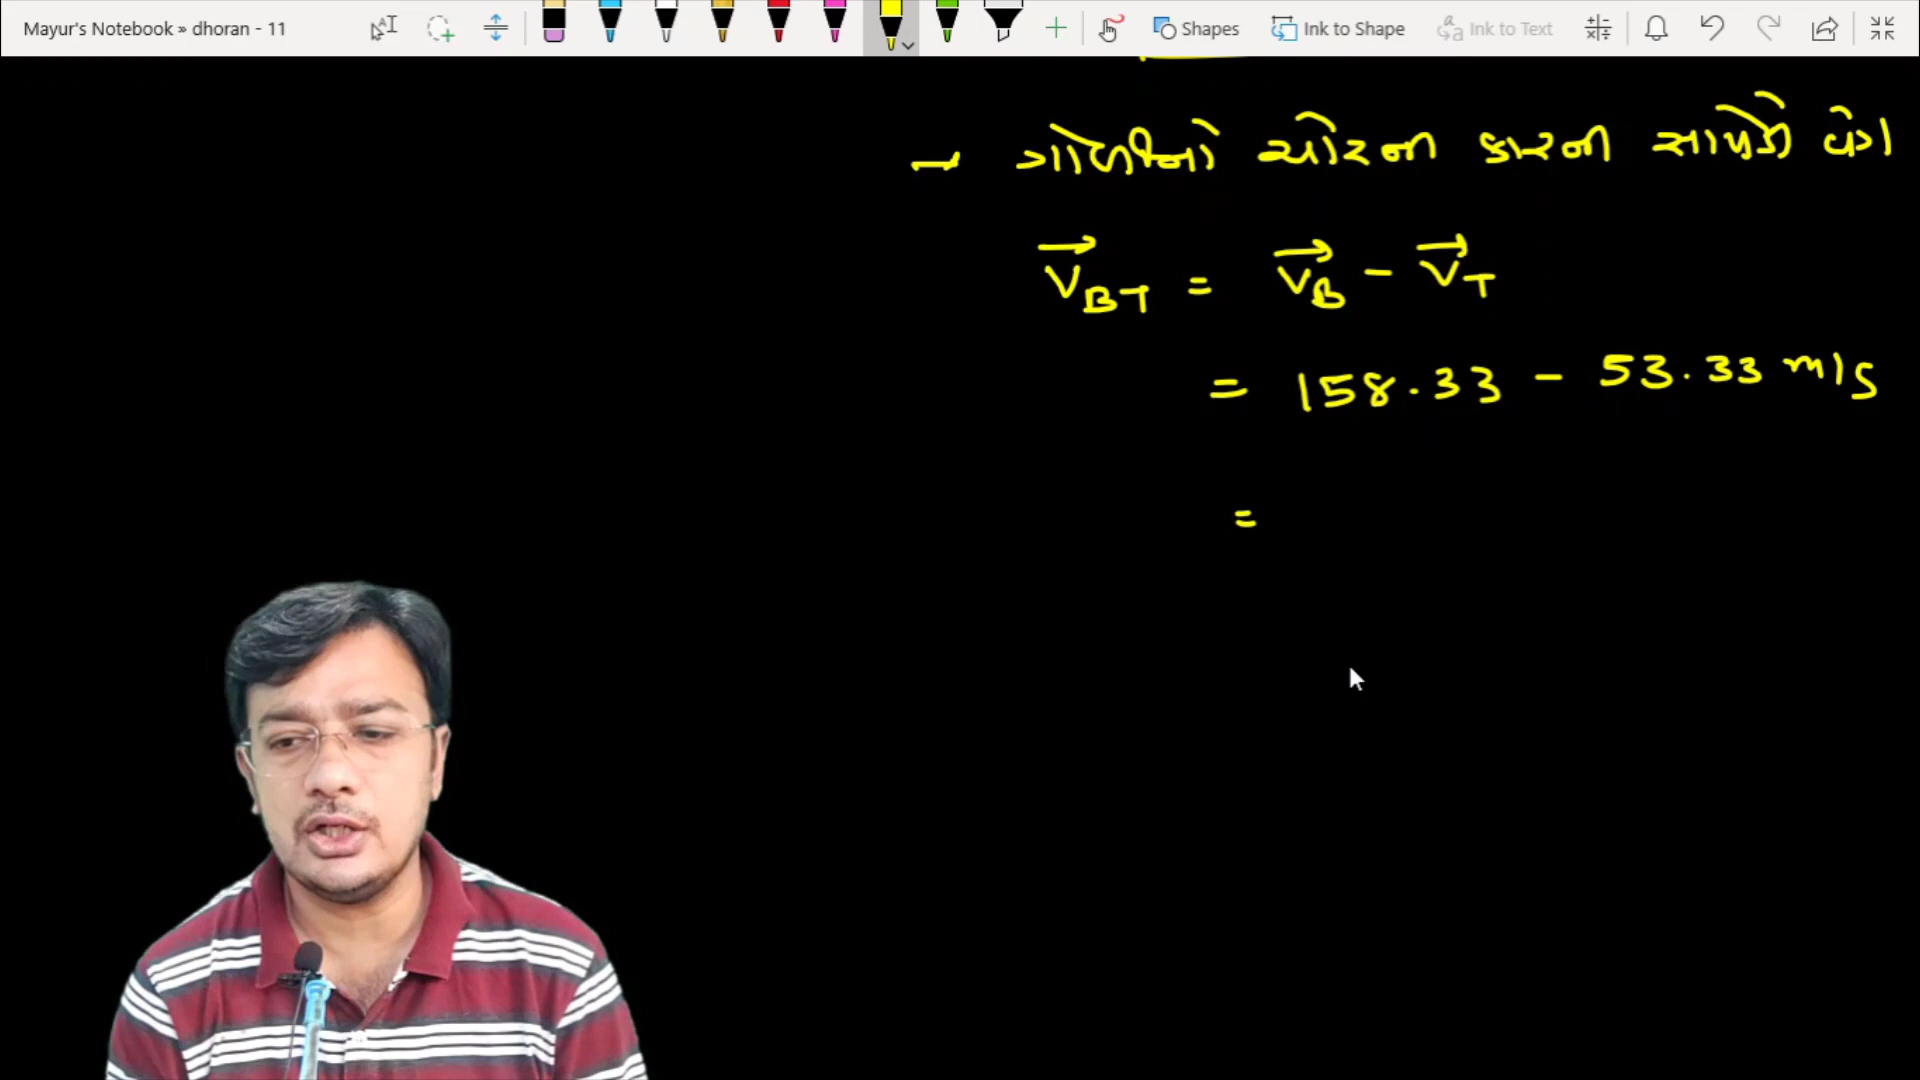 Mayur's Notebook » dhoran - 11
Shapes
Ink to Shape
Ink to Text
→ ગોળીનો ચોરની કારની સાપેક્ષે વેગ
V⃗BT = V⃗B - V⃗T
= 158.33 - 53.33 m/s
=